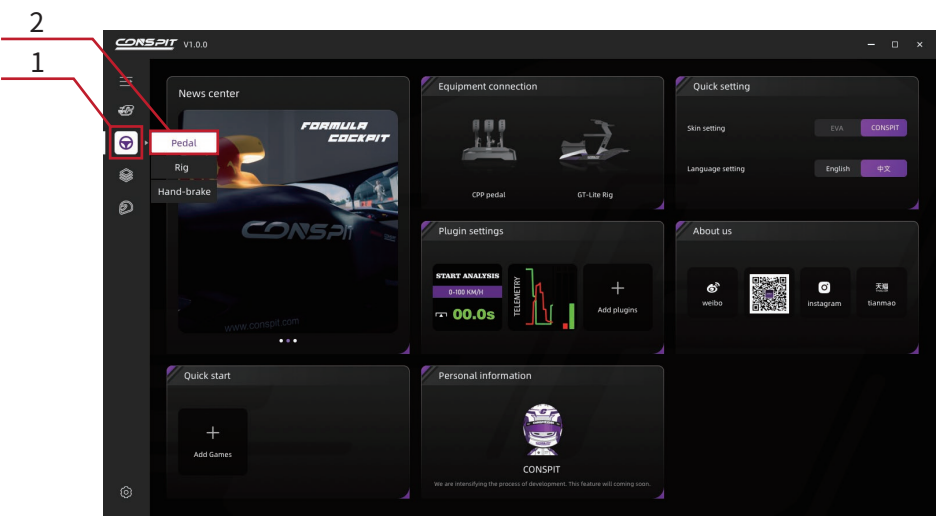 2
1
CONSPIT V1.0.0
News center
FORMULA
COCKPIT
CONSPIT
www.conspit.com
Pedal
Rig
Hand-brake
Equipment connection
CPP pedal
GT-Lite Rig
Quick setting
Skin setting
EVA
CONSPIT
Language setting
English
中文
Plugin settings
START ANALYSIS
0-100 KM/H
00.0s
TELEMETRY
Add plugins
About us
weibo
instagram
天猫
tianmao
Quick start
Add Games
Personal information
CONSPIT
We are intensifying the process of development. This feature will coming soon.